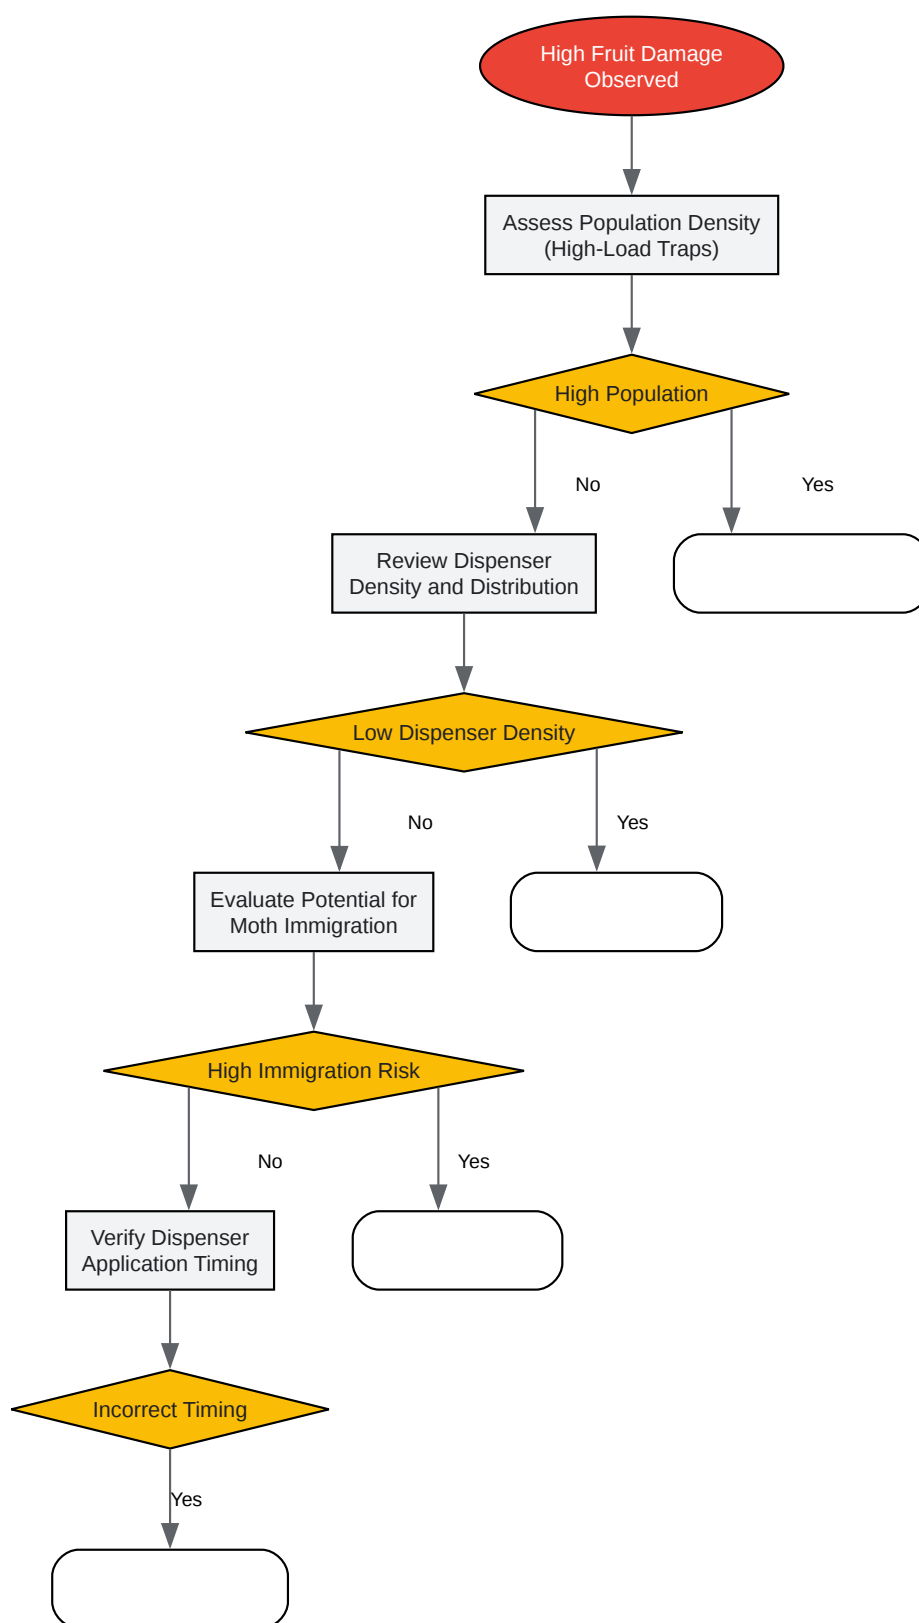 High Fruit Damage
Observed
Assess Population Density
(High-Load Traps)
High Population
No
Yes
Review Dispenser
Density and Distribution
Low Dispenser Density
No
Yes
Evaluate Potential for
Moth Immigration
High Immigration Risk
No
Yes
Verify Dispenser
Application Timing
Incorrect Timing
Yes